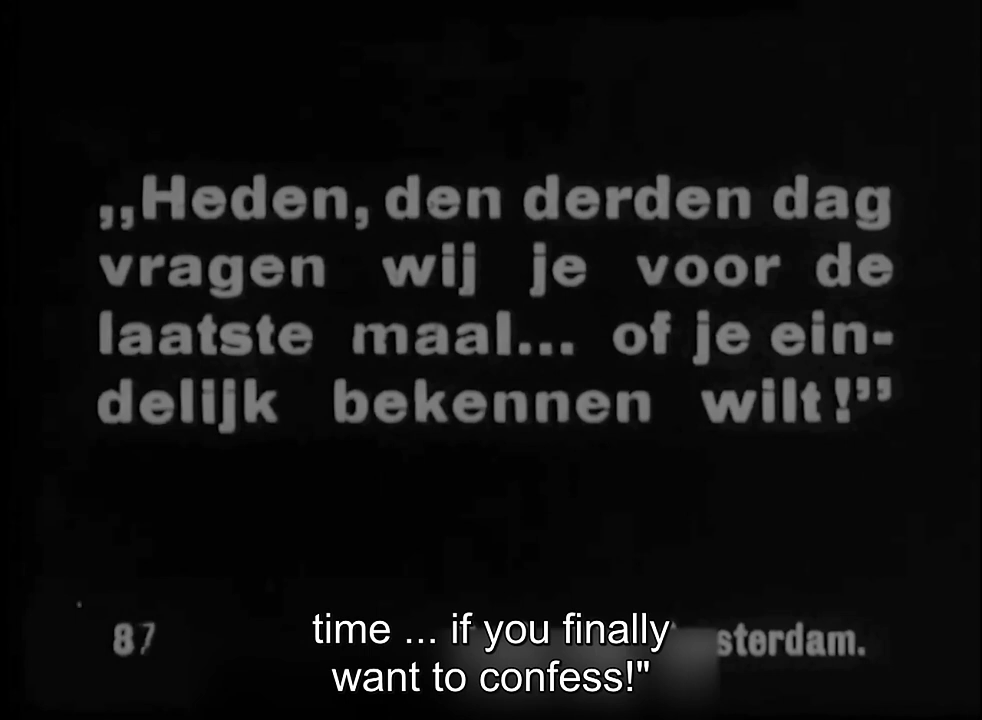 „Heden, den derden dag
vragen wij je voor de
laatste maal... of je ein-
delijk bekennen wilt!”
87
sterdam.
time ... if you finally
want to confess!"